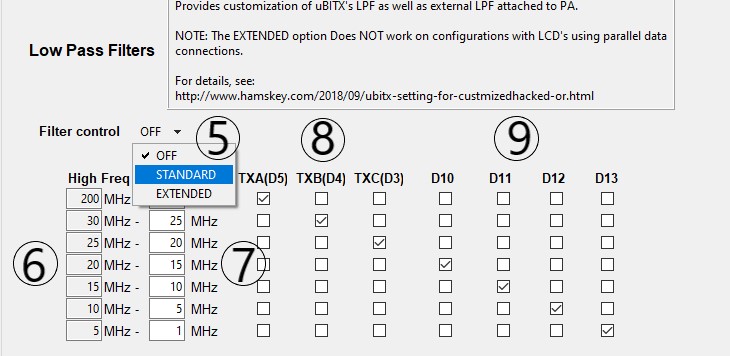 Provides customization of uBITX's LPF as well as external LPF attached to PA.
NOTE: The EXTENDED option Does NOT work on configurations with LCD's using parallel data
connections.
Low Pass Filters
For details, see:
http://www.hamskey.com/2018/09/ubitx-setting-for-custmizedhacked-or.html
Filter control OFF 5 8 9
OFF
STANDARD
EXTENDED
High Freq TXA(D5) TXB(D4) TXC(D3) D10 D11 D12 D13
200 MHz
30 MHz - 25 MHz
25 MHz - 20 MHz
6 20 MHz - 15 MHz 7
15 MHz - 10 MHz
10 MHz - 5 MHz
5 MHz - 1 MHz